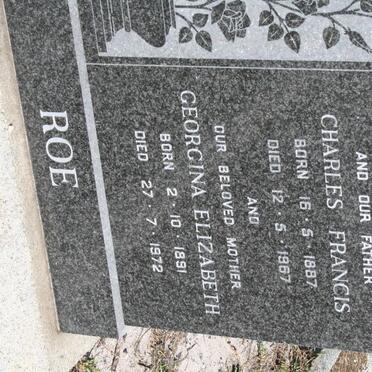 AND OUR FATHER
CHARLES FRANCIS
BORN 16·5·1887
DIED 12·5·1967
AND
OUR BELOVED MOTHER
GEORGINA ELIZABETH
BORN 2·10 1891
DIED 27·7·1972
ROE